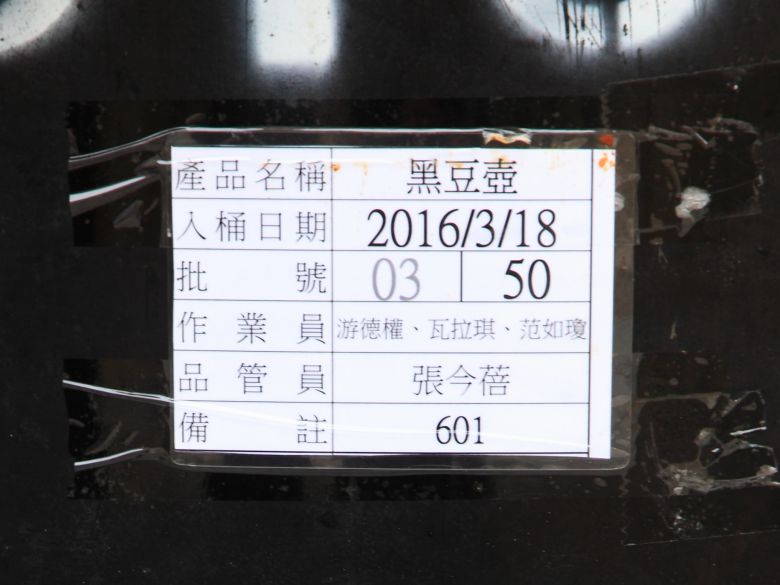 產品名稱 黑豆壺
入桶日期 2016/3/18
批號 03 50
作業員 游德權、瓦拉琪、范如瓊
品管員 張今蓓
備註 601